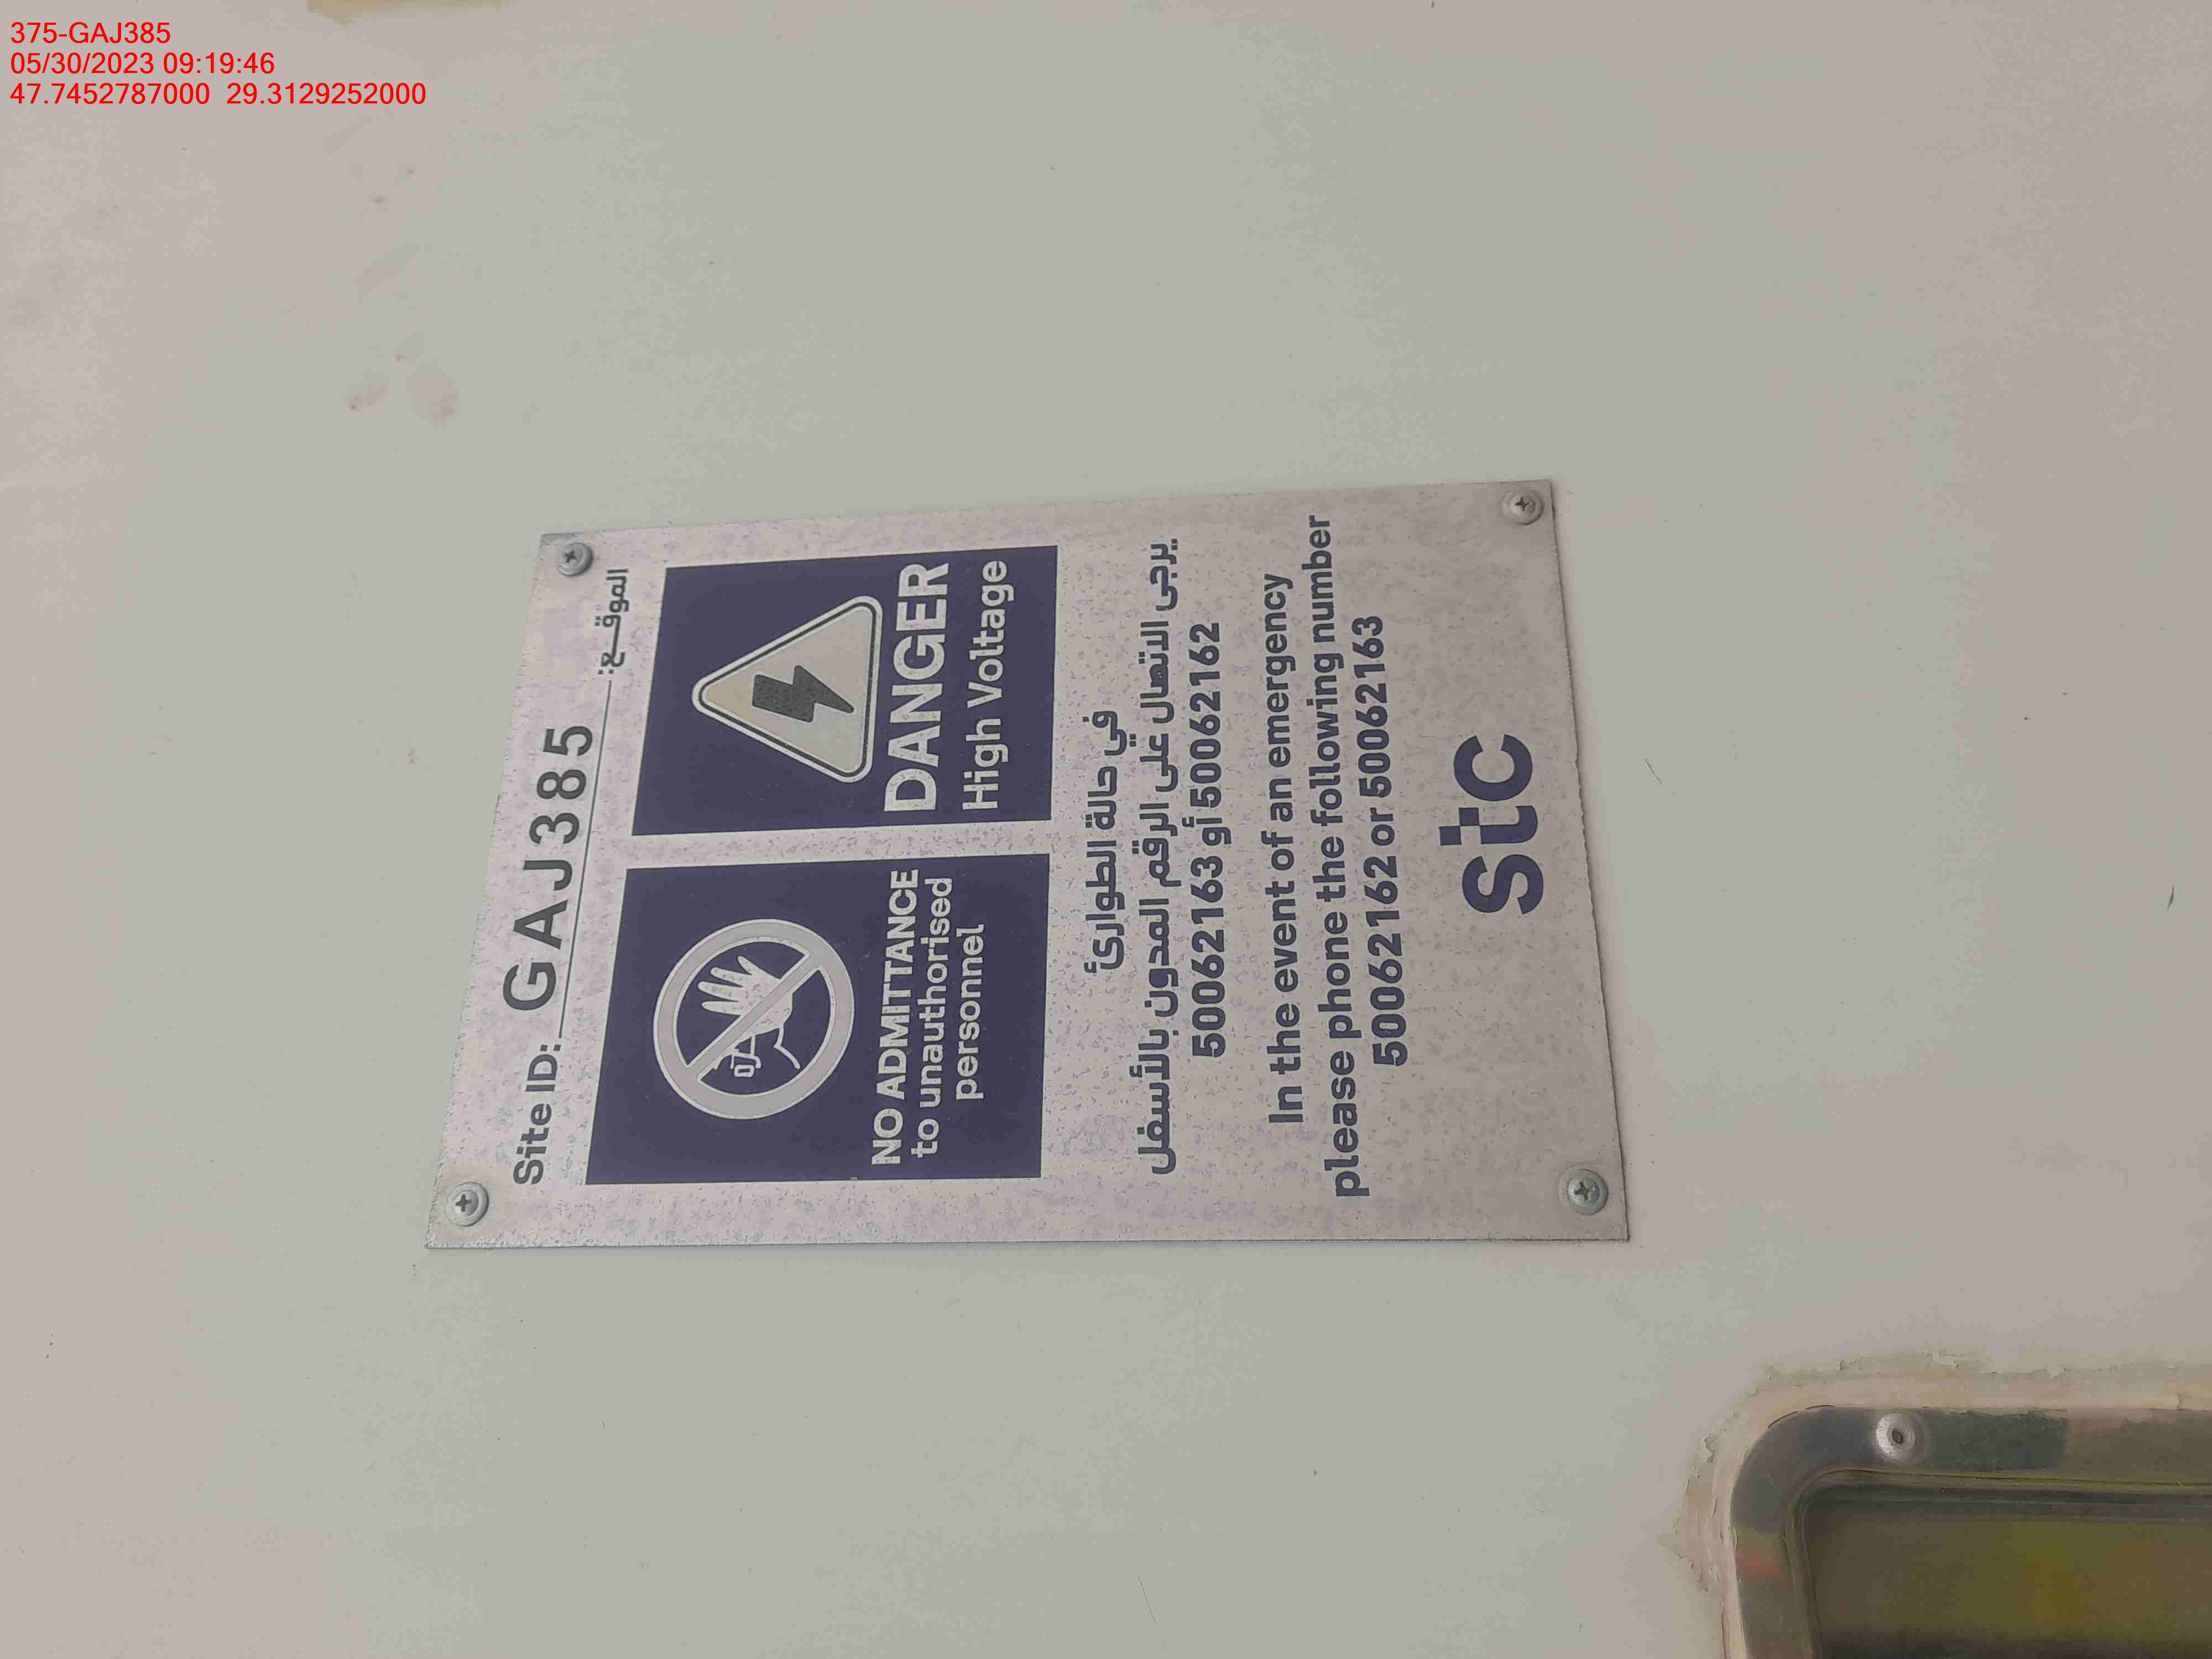 375-GAJ385
05/30/2023 09:19:46
47.7452787000 29.3129252000
Site ID: GAJ385 الموقـــع:
NO ADMITTANCE
to unauthorised
personnel
DANGER
High Voltage
في حالة الطوارئ
يرجى الاتصال على الرقم المدون بالأسفل
50062163 أو 50062162
In the event of an emergency
please phone the following number
50062162 or 50062163
stc